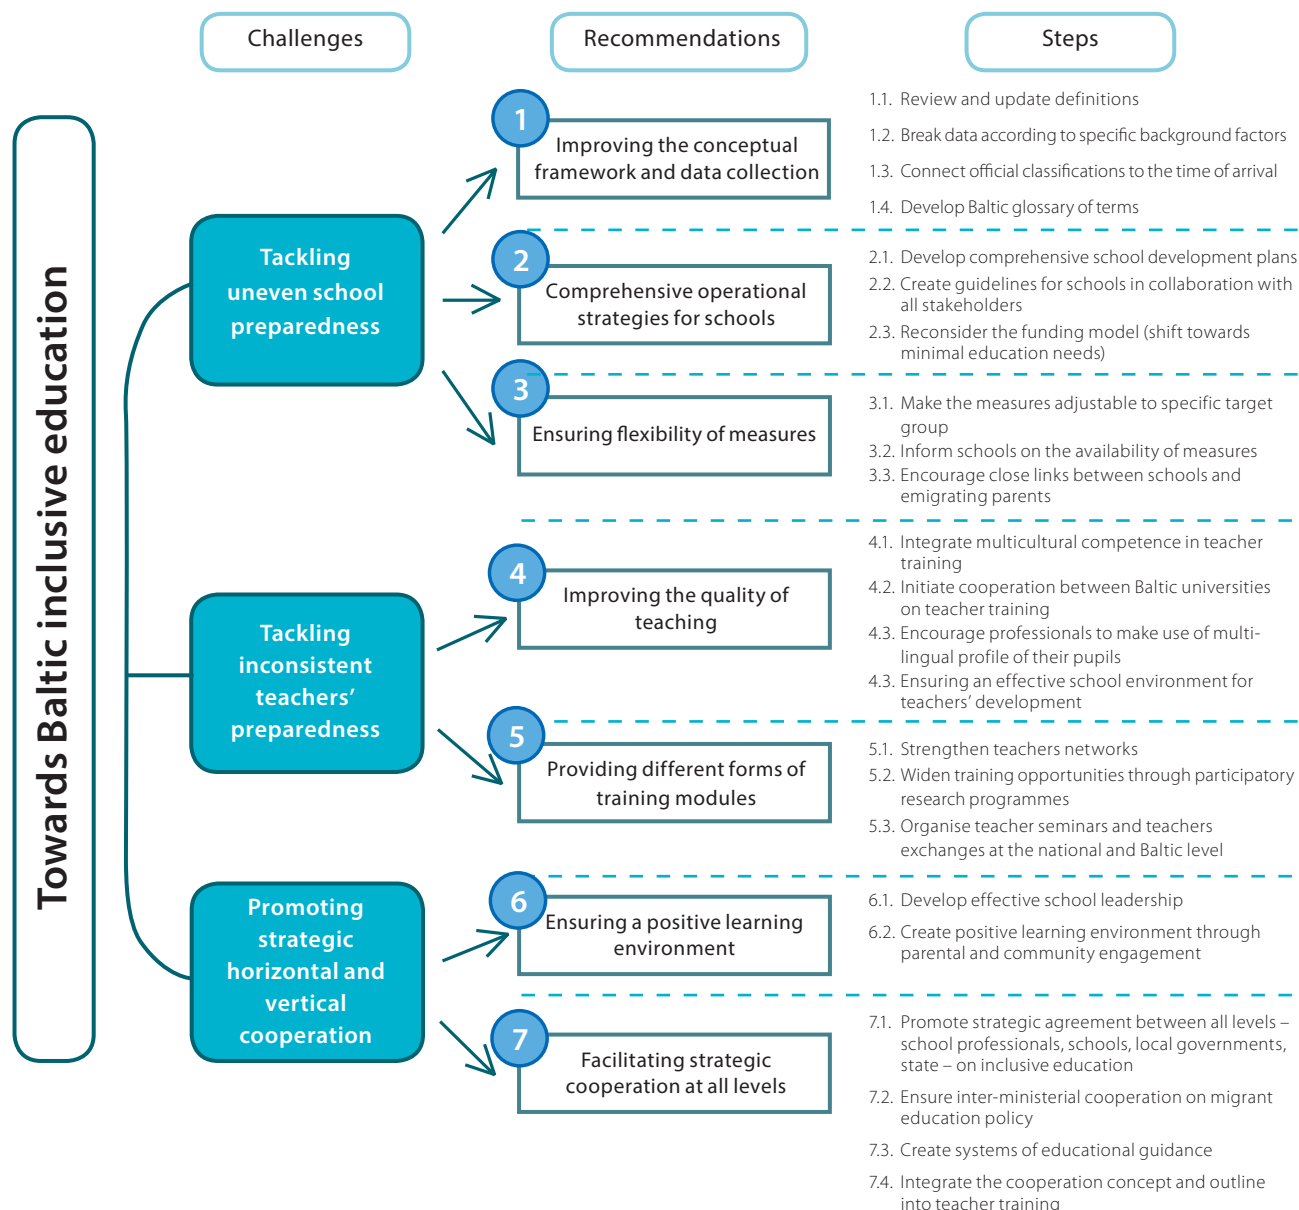 Challenges
Recommendations
Steps
Towards Baltic inclusive education
Tackling
uneven school
preparedness
1
Improving the conceptual
framework and data collection
1.1. Review and update definitions
1.2. Break data according to specific background factors
1.3. Connect official classifications to the time of arrival
1.4. Develop Baltic glossary of terms
2
Comprehensive operational
strategies for schools
2.1. Develop comprehensive school development plans
2.2. Create guidelines for schools in collaboration with
all stakeholders
2.3. Reconsider the funding model (shift towards
minimal education needs)
3
Ensuring flexibility of measures
3.1. Make the measures adjustable to specific target
group
3.2. Inform schools on the availability of measures
3.3. Encourage close links between schools and
emigrating parents
Tackling
inconsistent
teachers’
preparedness
4
Improving the quality of
teaching
4.1. Integrate multicultural competence in teacher
training
4.2. Initiate cooperation between Baltic universities
on teacher training
4.3. Encourage professionals to make use of multi-
lingual profile of their pupils
4.3. Ensuring an effective school environment for
teachers’ development
5
Providing different forms of
training modules
5.1. Strengthen teachers networks
5.2. Widen training opportunities through participatory
research programmes
5.3. Organise teacher seminars and teachers
exchanges at the national and Baltic level
Promoting
strategic
horizontal and
vertical
cooperation
6
Ensuring a positive learning
environment
6.1. Develop effective school leadership
6.2. Create positive learning environment through
parental and community engagement
7
Facilitating strategic
cooperation at all levels
7.1. Promote strategic agreement between all levels –
school professionals, schools, local governments,
state – on inclusive education
7.2. Ensure inter-ministerial cooperation on migrant
education policy
7.3. Create systems of educational guidance
7.4. Integrate the cooperation concept and outline
into teacher training